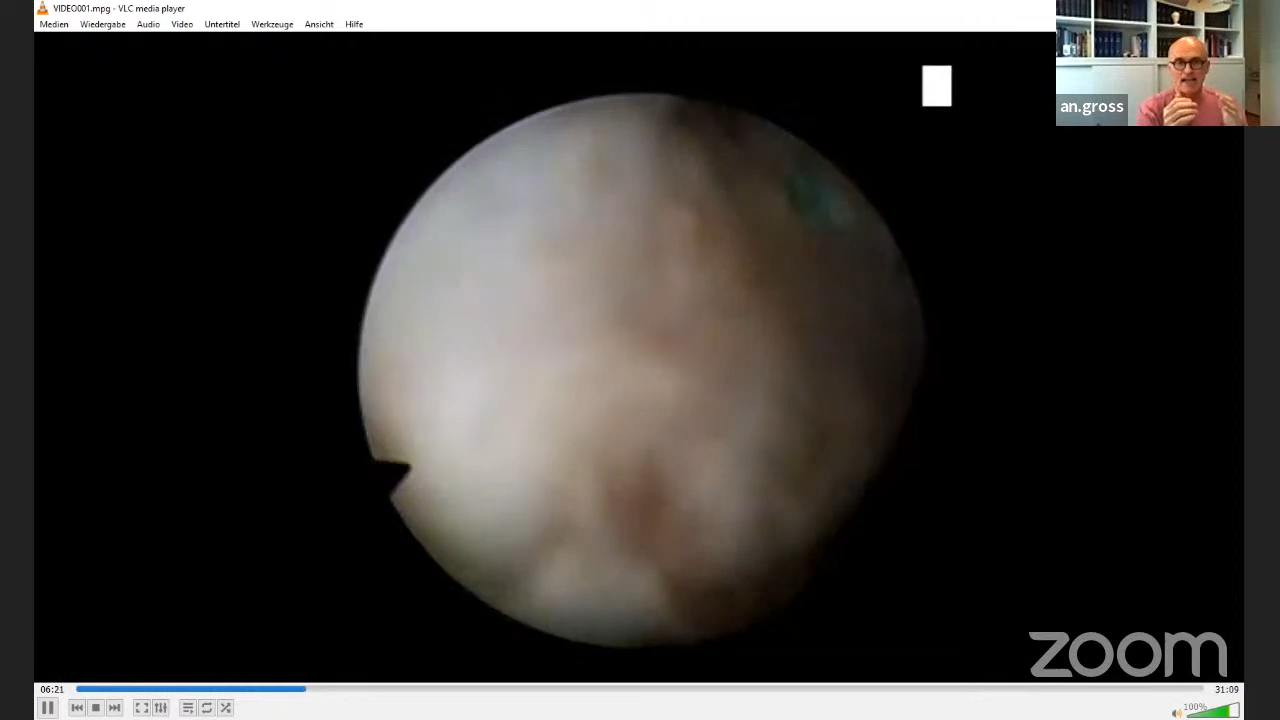 VIDEO001.mpg - VLC media player
Medien Wiedergabe Audio Video Untertitel Werkzeuge Ansicht Hilfe
an.gross
zoom
06:21
31:09
100%